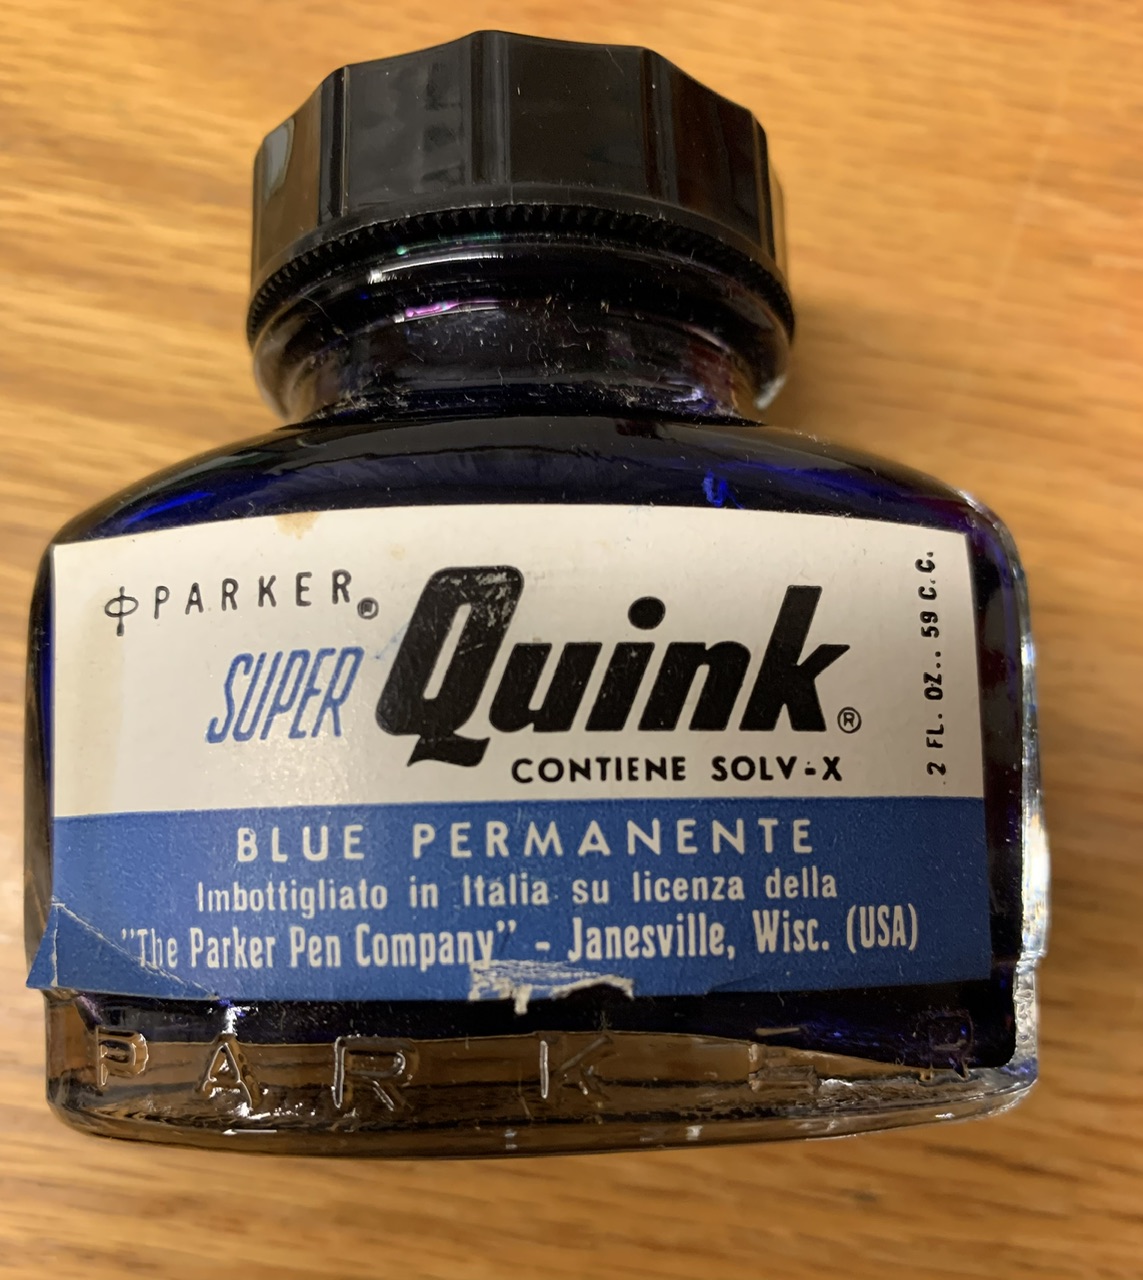 PARKER®
SUPER Quink®
CONTIENE SOLV-X
2 FL. OZ.. 59 C.C.
BLUE PERMANENTE
Imbottigliato in Italia su licenza della
"The Parker Pen Company" - Janesville, Wisc. (USA)
PARKER